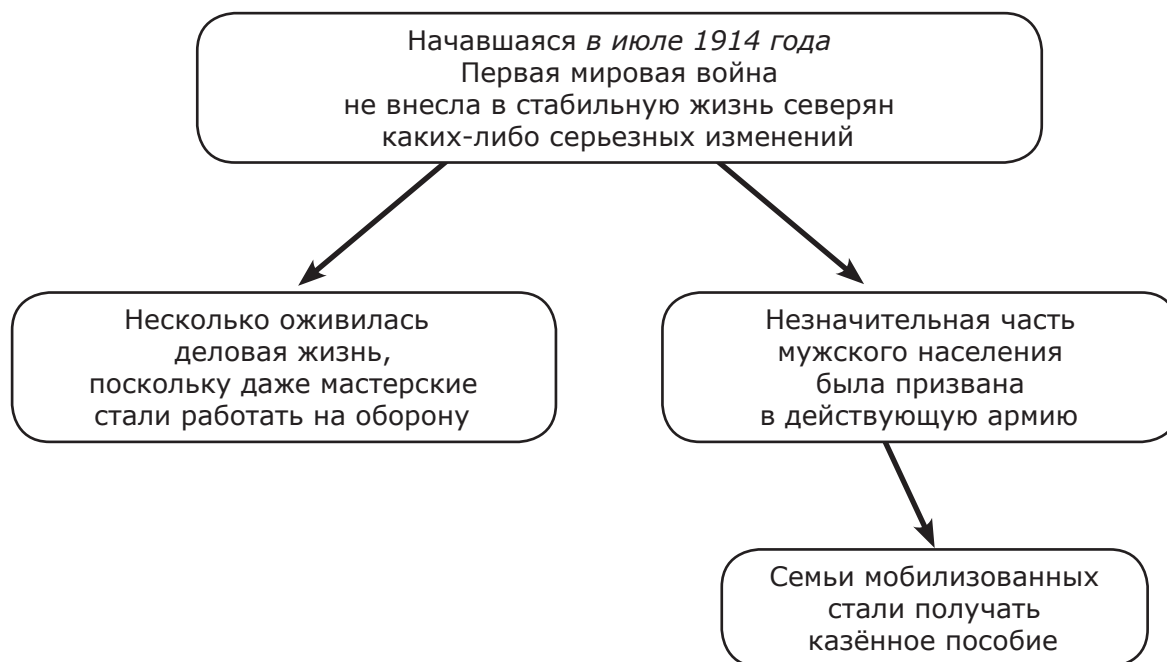 Начавшаяся в июле 1914 года
Первая мировая война
не внесла в стабильную жизнь северян
каких-либо серьезных изменений
Несколько оживилась
деловая жизнь,
поскольку даже мастерские
стали работать на оборону
Незначительная часть
мужского населения
была призвана
в действующую армию
Семьи мобилизованных
стали получать
казённое пособие